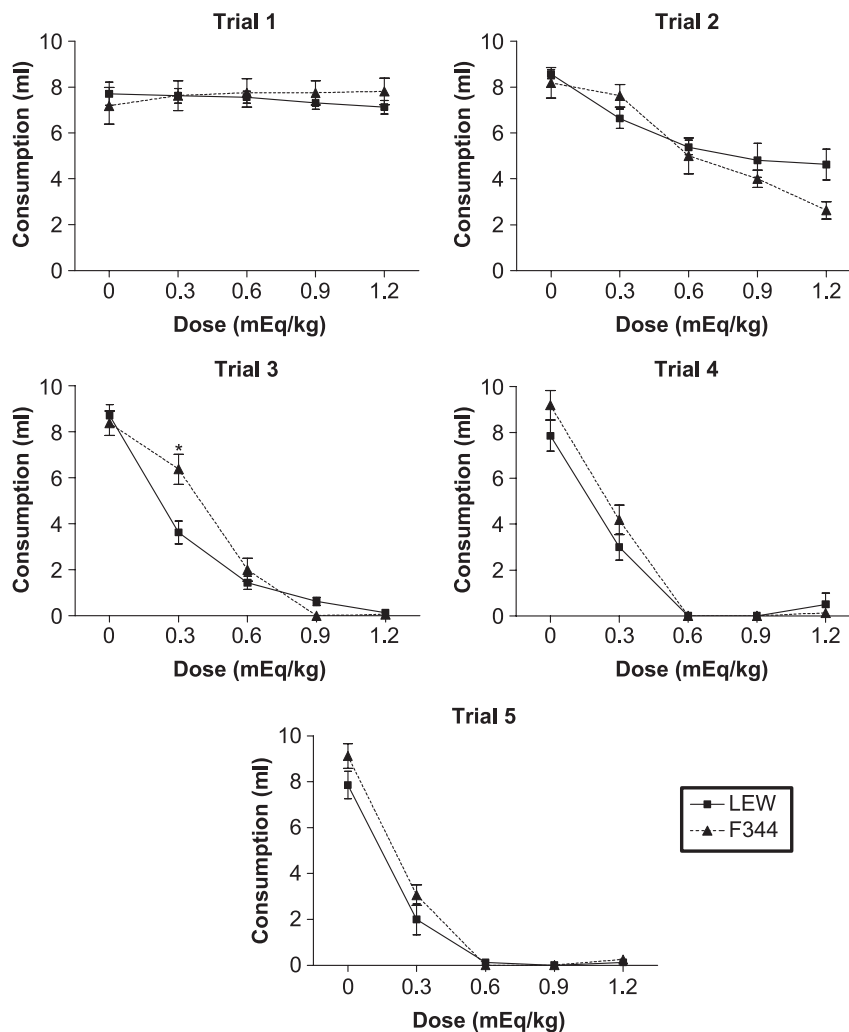 Trial 1
Consumption (ml)
10
8
6
4
2
0
0 0.3 0.6 0.9 1.2
Dose (mEq/kg)
Trial 2
Consumption (ml)
10
8
6
4
2
0
0 0.3 0.6 0.9 1.2
Dose (mEq/kg)
Trial 3
Consumption (ml)
10
8
6
4
2
0
*
0 0.3 0.6 0.9 1.2
Dose (mEq/kg)
Trial 4
Consumption (ml)
10
8
6
4
2
0
0 0.3 0.6 0.9 1.2
Dose (mEq/kg)
Trial 5
Consumption (ml)
10
8
6
4
2
0
0 0.3 0.6 0.9 1.2
Dose (mEq/kg)
LEW
F344